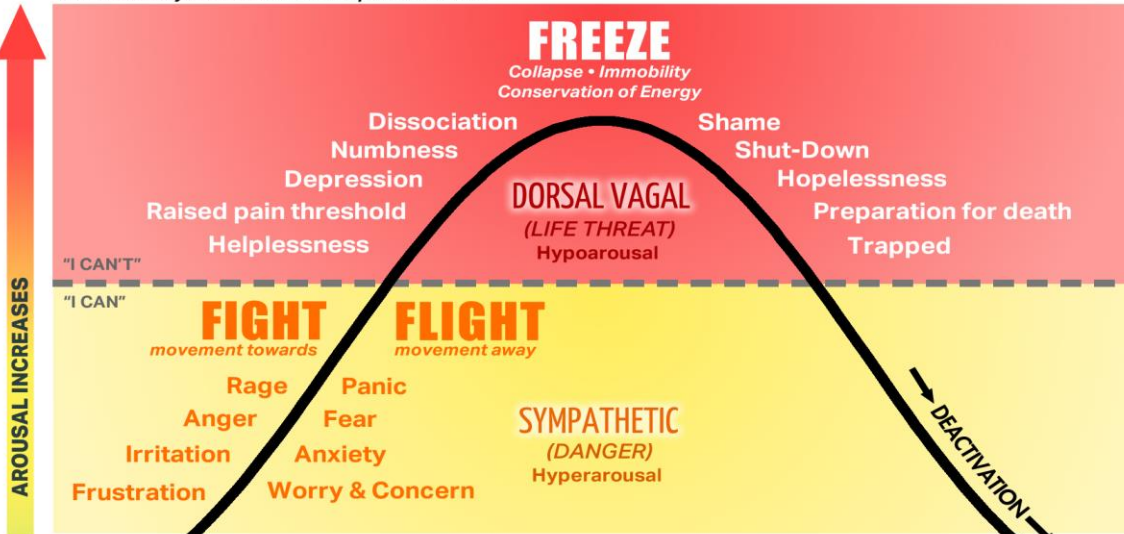 FREEZE
Collapse • Immobility
Conservation of Energy
Dissociation
Shame
Numbness
Shut-Down
Depression
Hopelessness
DORSAL VAGAL
Raised pain threshold
Preparation for death
(LIFE THREAT)
Helplessness
Hypoarousal
Trapped
"I CAN'T"
"I CAN"
FIGHT
movement towards
FLIGHT
movement away
Rage
Panic
Anger
Fear
SYMPATHETIC
Irritation
Anxiety
(DANGER)
Hyperarousal
Frustration
Worry & Concern
AROUSAL INCREASES
DEACTIVATION